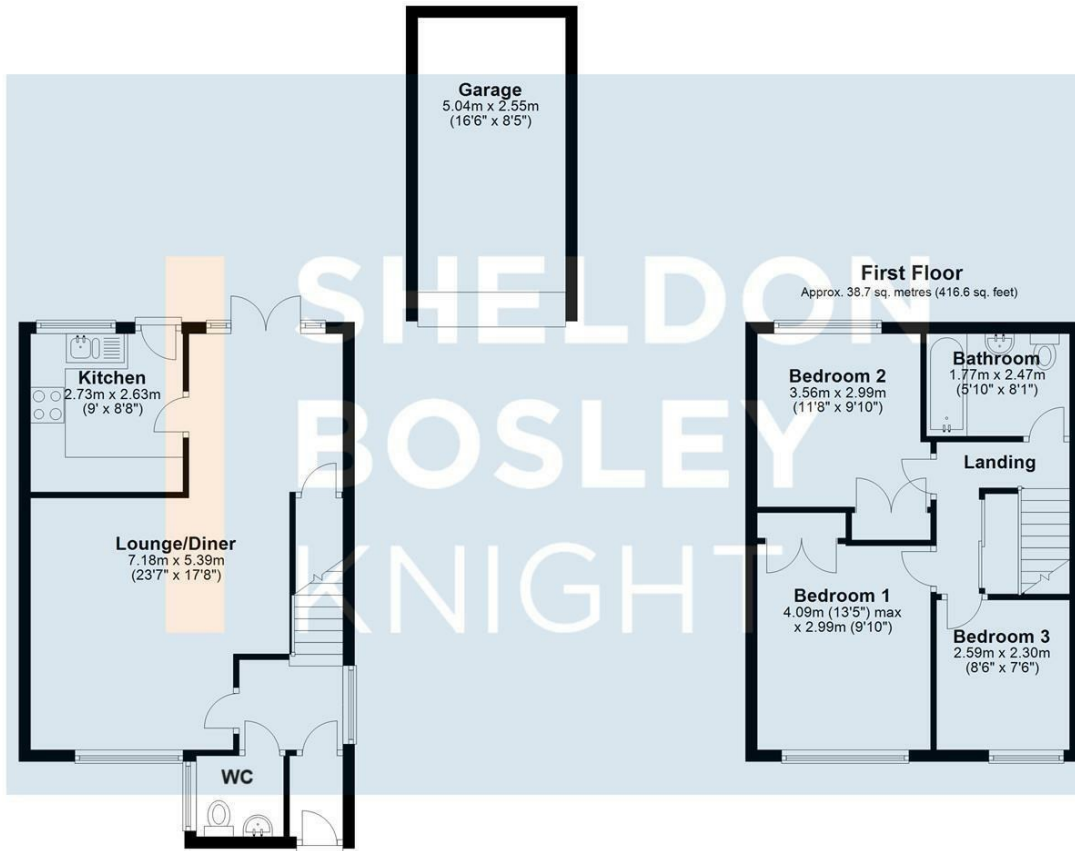 Garage
5.04m x 2.55m
(16'6" x 8'5")
SHELDON
BOSLEY
KNIGHT
First Floor
Approx. 38.7 sq. metres (416.6 sq. feet)
Kitchen
2.73m x 2.63m
(9' x 8'8")
Lounge/Diner
7.18m x 5.39m
(23'7" x 17'8")
WC
Bedroom 2
3.56m x 2.99m
(11'8" x 9'10")
Bathroom
1.77m x 2.47m
(5'10" x 8'1")
Landing
Bedroom 1
4.09m (13'5") max
x 2.99m (9'10")
Bedroom 3
2.59m x 2.30m
(8'6" x 7'6")